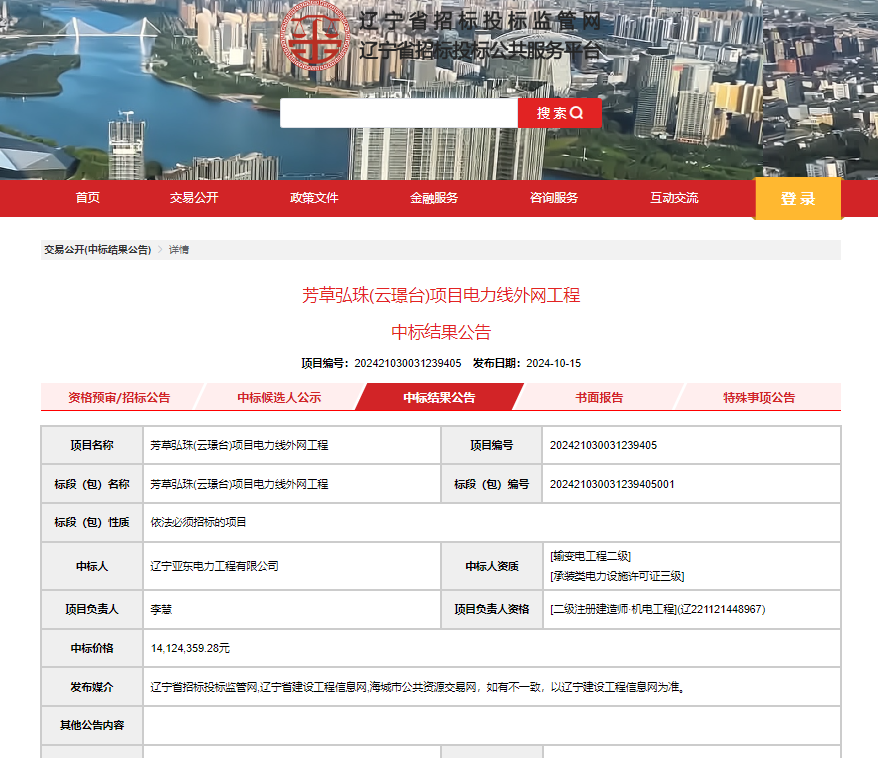 辽宁省招标投标监管网
辽宁省招标投标公共服务平台
搜索
首页 交易公开 政策文件 金融服务 咨询服务 互动交流 登录
交易公开(中标结果公告) > 详情
芳草弘珠(云璟台)项目电力线外网工程
中标结果公告
项目编号：202421030031239405 发布日期：2024-10-15
资格预审/招标公告 中标候选人公示 中标结果公告 书面报告 特殊事项公告
项目名称 芳草弘珠(云璟台)项目电力线外网工程 项目编号 202421030031239405
标段（包）名称 芳草弘珠(云璟台)项目电力线外网工程 标段（包）编号 202421030031239405001
标段（包）性质 依法必须招标的项目
中标人 辽宁亚东电力工程有限公司 中标人资质 [输变电工程二级]
[承装类电力设施许可证三级]
项目负责人 李慧 项目负责人资格 [二级注册建造师·机电工程](辽221121448967)
中标价格 14,124,359.28元
发布媒介 辽宁省招标投标监管网,辽宁省建设工程信息网,海城市公共资源交易网，如有不一致，以辽宁建设工程信息网为准。
其他公告内容